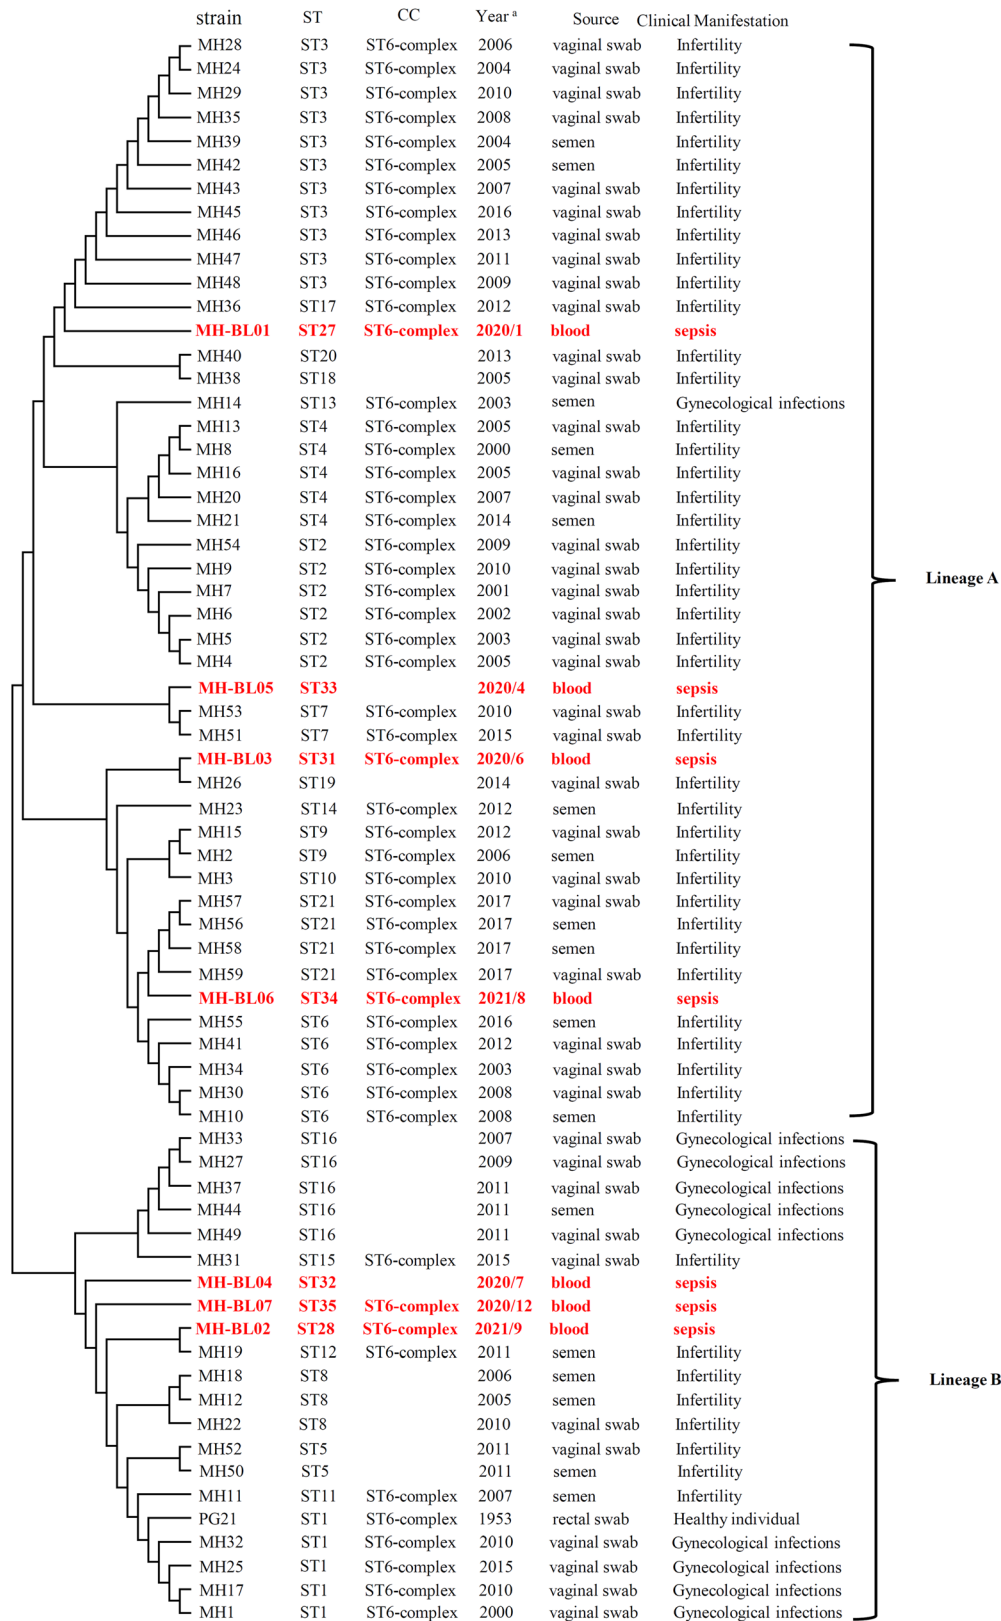 strain ST CC Year ᵃ Source Clinical Manifestation
MH28 ST3 ST6-complex 2006 vaginal swab Infertility
MH24 ST3 ST6-complex 2004 vaginal swab Infertility
MH29 ST3 ST6-complex 2010 vaginal swab Infertility
MH35 ST3 ST6-complex 2008 vaginal swab Infertility
MH39 ST3 ST6-complex 2004 semen Infertility
MH42 ST3 ST6-complex 2005 semen Infertility
MH43 ST3 ST6-complex 2007 vaginal swab Infertility
MH45 ST3 ST6-complex 2016 vaginal swab Infertility
MH46 ST3 ST6-complex 2013 vaginal swab Infertility
MH47 ST3 ST6-complex 2011 vaginal swab Infertility
MH48 ST3 ST6-complex 2009 vaginal swab Infertility
MH36 ST17 ST6-complex 2012 vaginal swab Infertility
MH-BL01 ST27 ST6-complex 2020/1 blood sepsis
MH40 ST20 2013 vaginal swab Infertility
MH38 ST18 2005 vaginal swab Infertility
MH14 ST13 ST6-complex 2003 semen Gynecological infections
MH13 ST4 ST6-complex 2005 vaginal swab Infertility
MH8 ST4 ST6-complex 2000 semen Infertility
MH16 ST4 ST6-complex 2005 vaginal swab Infertility
MH20 ST4 ST6-complex 2007 vaginal swab Infertility
MH21 ST4 ST6-complex 2014 semen Infertility
MH54 ST2 ST6-complex 2009 vaginal swab Infertility
MH9 ST2 ST6-complex 2010 vaginal swab Infertility
Lineage A
MH7 ST2 ST6-complex 2001 vaginal swab Infertility
MH6 ST2 ST6-complex 2002 vaginal swab Infertility
MH5 ST2 ST6-complex 2003 vaginal swab Infertility
MH4 ST2 ST6-complex 2005 vaginal swab Infertility
MH-BL05 ST33 2020/4 blood sepsis
MH53 ST7 ST6-complex 2010 vaginal swab Infertility
MH51 ST7 ST6-complex 2015 vaginal swab Infertility
MH-BL03 ST31 ST6-complex 2020/6 blood sepsis
MH26 ST19 2014 vaginal swab Infertility
MH23 ST14 ST6-complex 2012 semen Infertility
MH15 ST9 ST6-complex 2012 vaginal swab Infertility
MH2 ST9 ST6-complex 2006 semen Infertility
MH3 ST10 ST6-complex 2010 vaginal swab Infertility
MH57 ST21 ST6-complex 2017 vaginal swab Infertility
MH56 ST21 ST6-complex 2017 semen Infertility
MH58 ST21 ST6-complex 2017 semen Infertility
MH59 ST21 ST6-complex 2017 vaginal swab Infertility
MH-BL06 ST34 ST6-complex 2021/8 blood sepsis
MH55 ST6 ST6-complex 2016 semen Infertility
MH41 ST6 ST6-complex 2012 vaginal swab Infertility
MH34 ST6 ST6-complex 2003 vaginal swab Infertility
MH30 ST6 ST6-complex 2008 vaginal swab Infertility
MH10 ST6 ST6-complex 2008 semen Infertility
MH33 ST16 2007 vaginal swab Gynecological infections
MH27 ST16 2009 vaginal swab Gynecological infections
MH37 ST16 2011 vaginal swab Gynecological infections
MH44 ST16 2011 semen Gynecological infections
MH49 ST16 2011 vaginal swab Gynecological infections
MH31 ST15 ST6-complex 2015 vaginal swab Infertility
MH-BL04 ST32 2020/7 blood sepsis
MH-BL07 ST35 ST6-complex 2020/12 blood sepsis
MH-BL02 ST28 ST6-complex 2021/9 blood sepsis
MH19 ST12 ST6-complex 2011 semen Infertility
MH18 ST8 2006 semen Infertility
Lineage B
MH12 ST8 2005 semen Infertility
MH22 ST8 2010 vaginal swab Infertility
MH52 ST5 2011 vaginal swab Infertility
MH50 ST5 2011 semen Infertility
MH11 ST11 ST6-complex 2007 semen Infertility
PG21 ST1 ST6-complex 1953 rectal swab Healthy individual
MH32 ST1 ST6-complex 2010 vaginal swab Gynecological infections
MH25 ST1 ST6-complex 2015 vaginal swab Gynecological infections
MH17 ST1 ST6-complex 2010 vaginal swab Gynecological infections
MH1 ST1 ST6-complex 2000 vaginal swab Gynecological infections